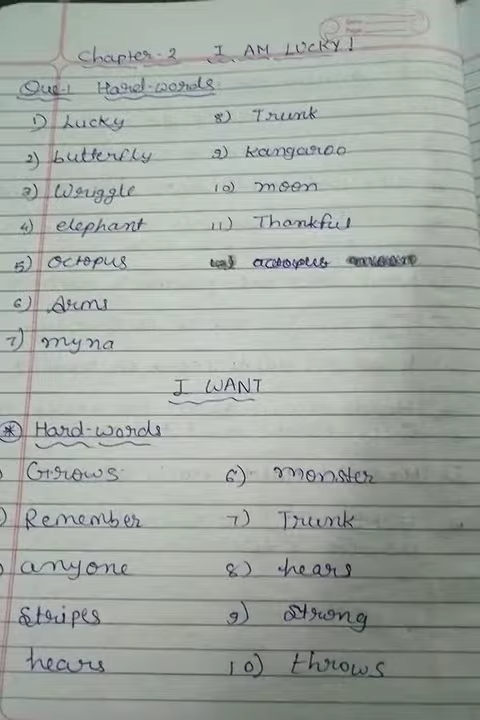 Chapter-2 I AM LUCKY!
Que-1 Hard-words
1) Lucky 8) Trunk
2) butterfly 9) kangaroo
3) Wriggle 10) moon
4) elephant 11) Thankful
5) Octopus
6) Arms
7) myna
I WANT
* Hard-words
Grows 6) monster
) Remember 7) Trunk
anyone 8) hears
Stripes 9) Strong
hears 10) throws